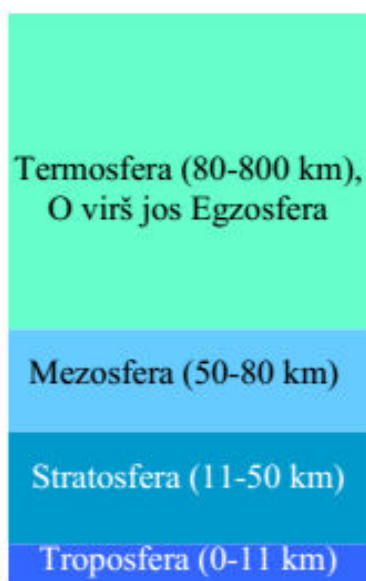 Termosfera (80-800 km),
O virš jos Egzosfera
Mezosfera (50-80 km)
Stratosfera (11-50 km)
Troposfera (0-11 km)